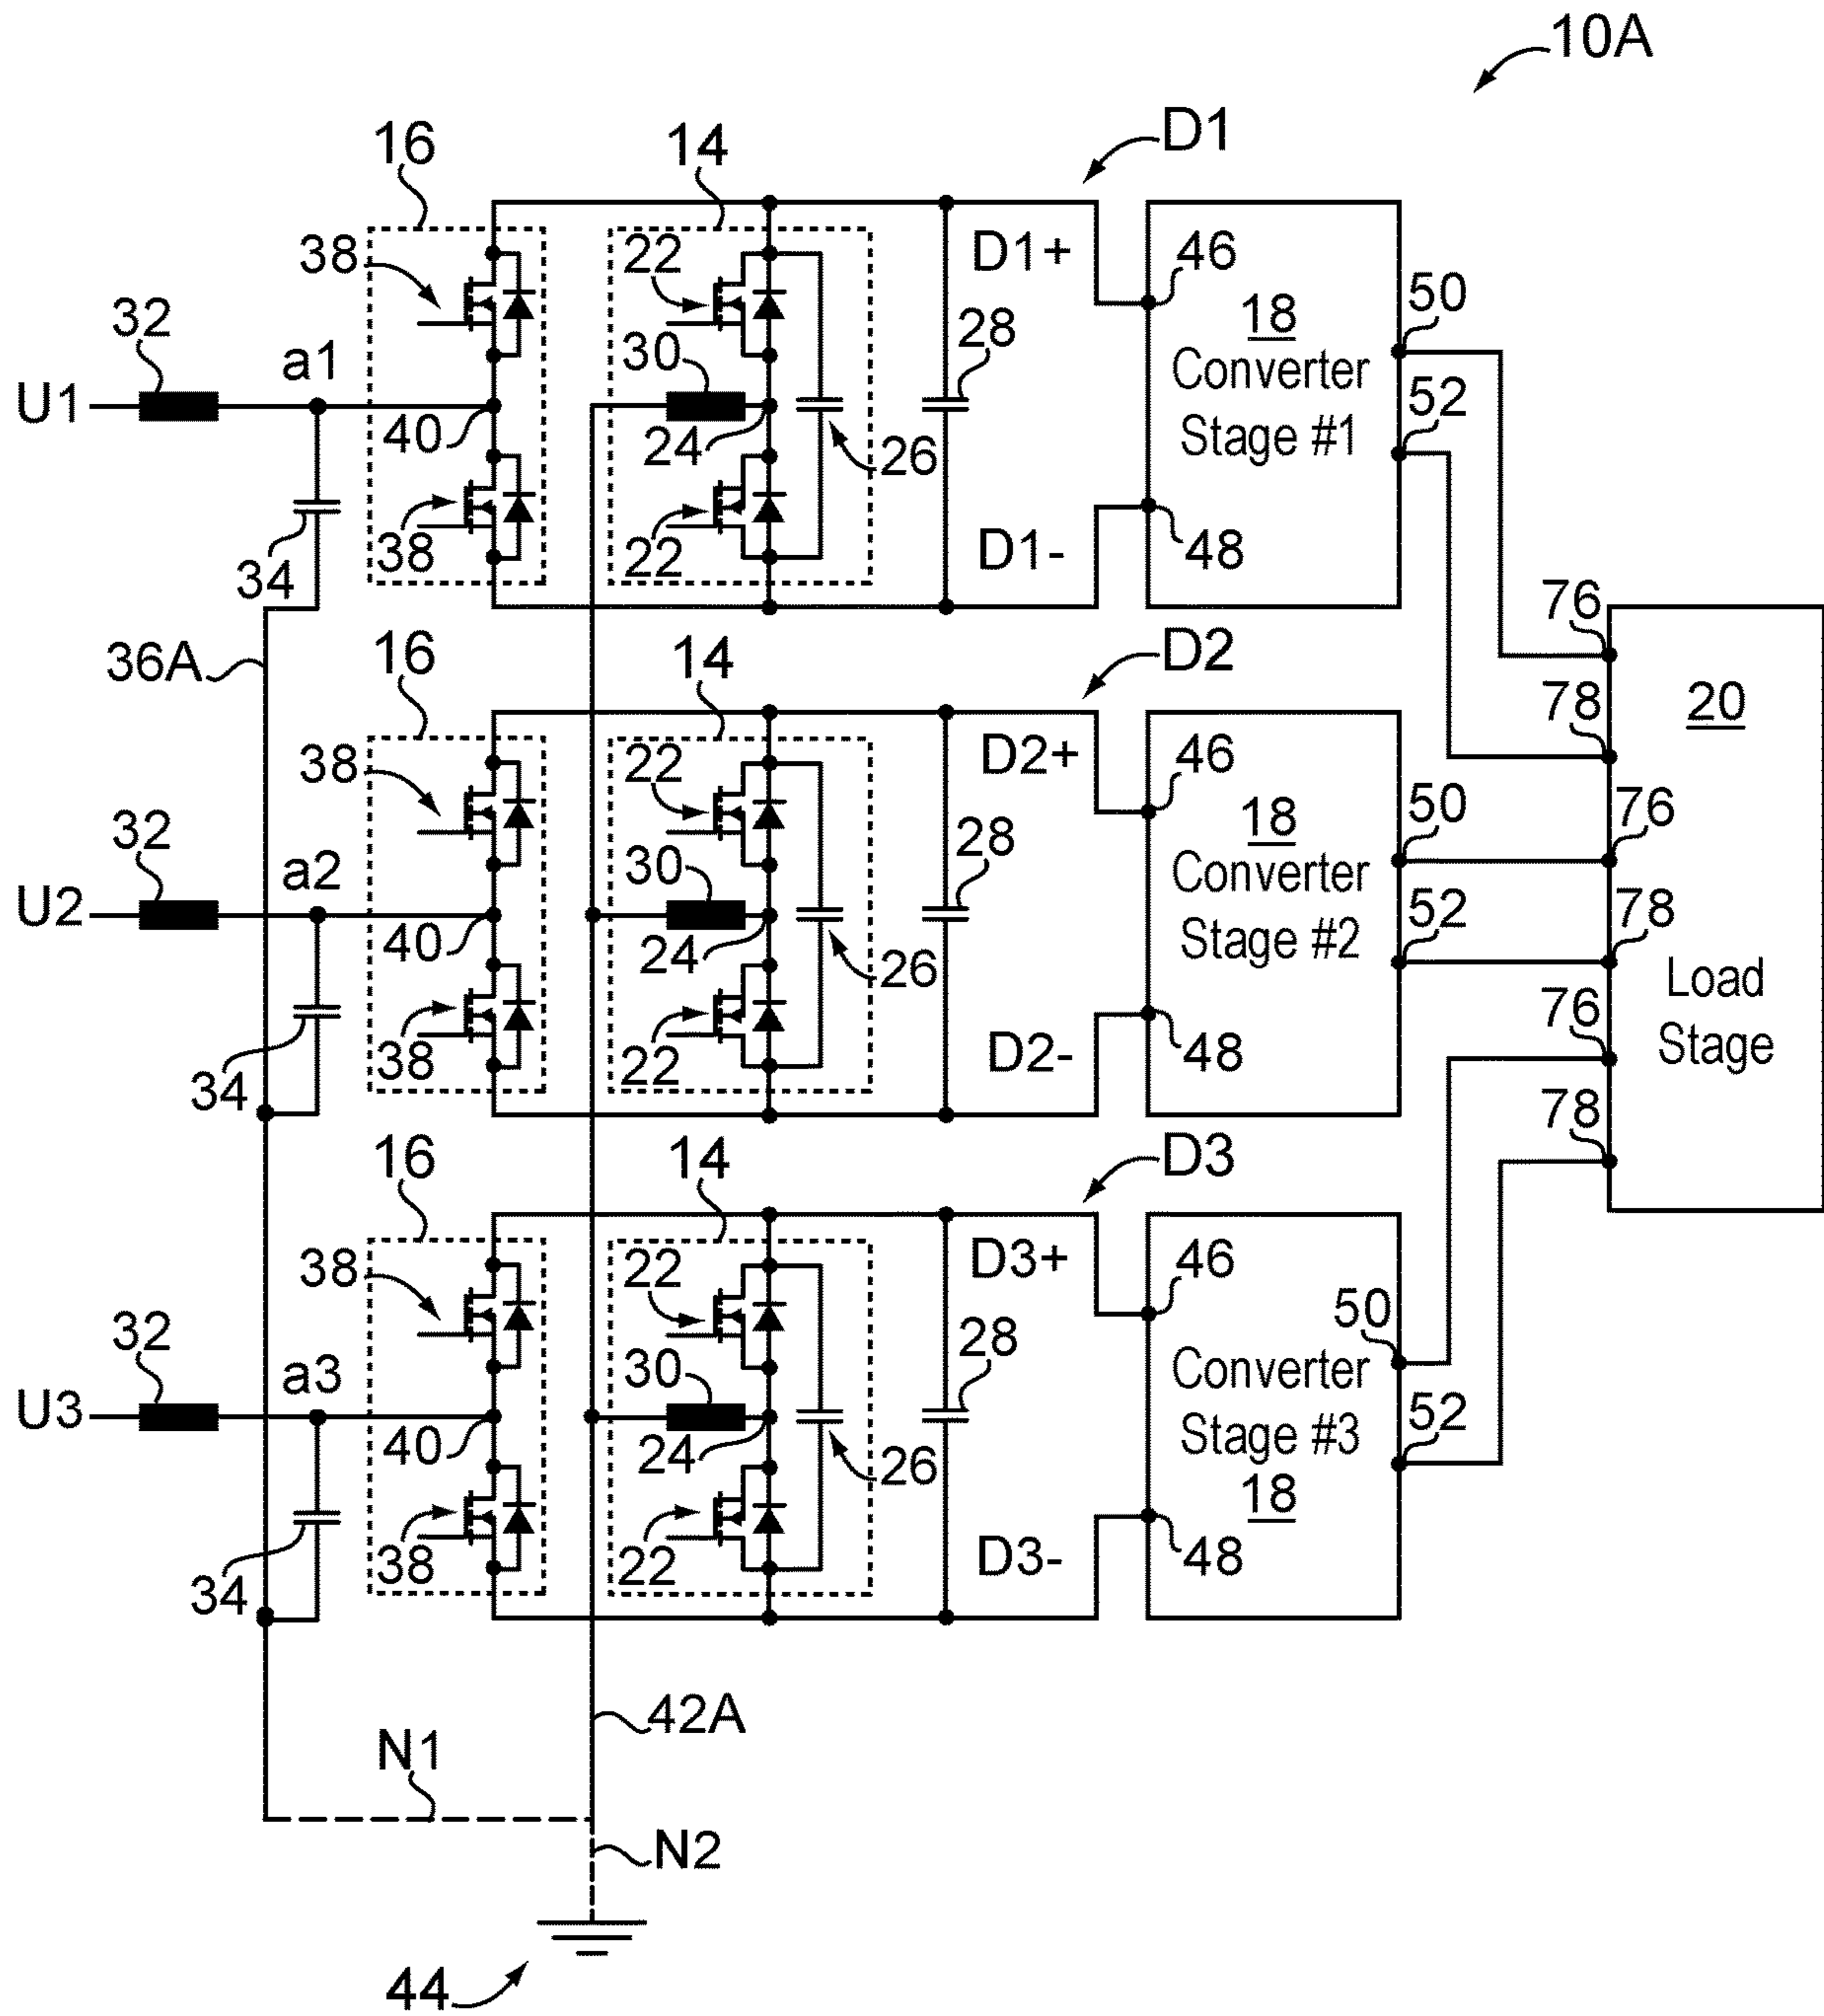 10A
D1
16
14
38
22
D1+
46
18
50
32
a1
30
28
Converter
52
U1
40
24
26
Stage #1
38
22
D1-
48
34
76
36A
16
14
D2
78
20
38
22
D2+
46
18
50
76
32
a2
30
28
Converter
52
78
U2
40
24
26
Stage #2
Load
Stage
38
22
D2-
48
76
34
78
16
14
D3
38
22
D3+
46
50
32
a3
30
28
Converter
52
U3
40
24
26
Stage #3
18
38
22
D3-
48
34
42A
N1
N2
44